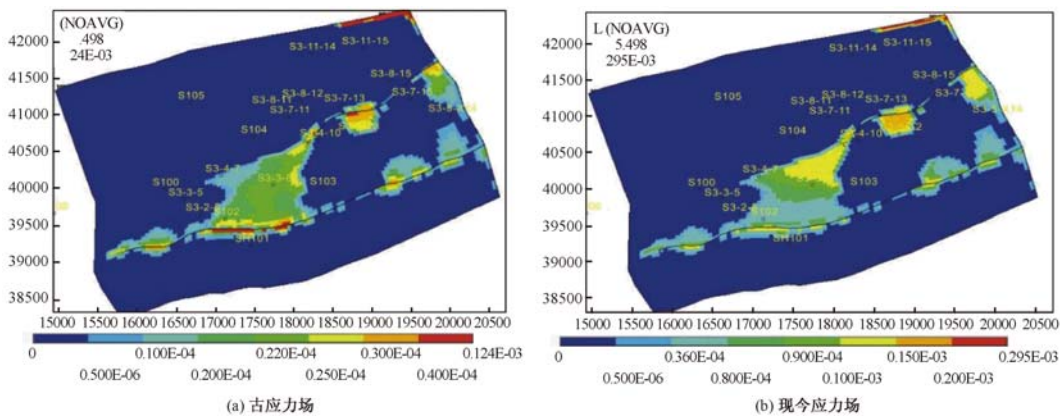 (NOAVG)
.498
24E-03
42000
41500
41000
40500
40000
39500
39000
38500
S3-11-14
S3-11-15
S3-8-15
S105
S3-8-12
S3-8-11
S3-7-13
S3-7-11
S104
S100
S3-3-5
S103
S102
15000 15500 16000 16500 17000 17500 18000 18500 19000 19500 20000 20500
0 0.100E-04 0.220E-04 0.300E-04 0.124E-03
0.500E-06 0.200E-04 0.250E-04 0.400E-04
(a) 古应力场
L (NOAVG)
5.498
295E-03
42000
41500
41000
40500
40000
39500
39000
38500
S3-11-14
S3-11-15
S3-8-15
S105
S3-8-12
S3-8-11
S3-7-13
S3-7-11
S104
S100
S3-3-5
S103
S102
15000 15500 16000 16500 17000 17500 18000 18500 19000 19500 20000 20500
0 0.360E-04 0.900E-04 0.150E-03 0.295E-03
0.500E-06 0.800E-04 0.100E-03 0.200E-03
(b) 现今应力场